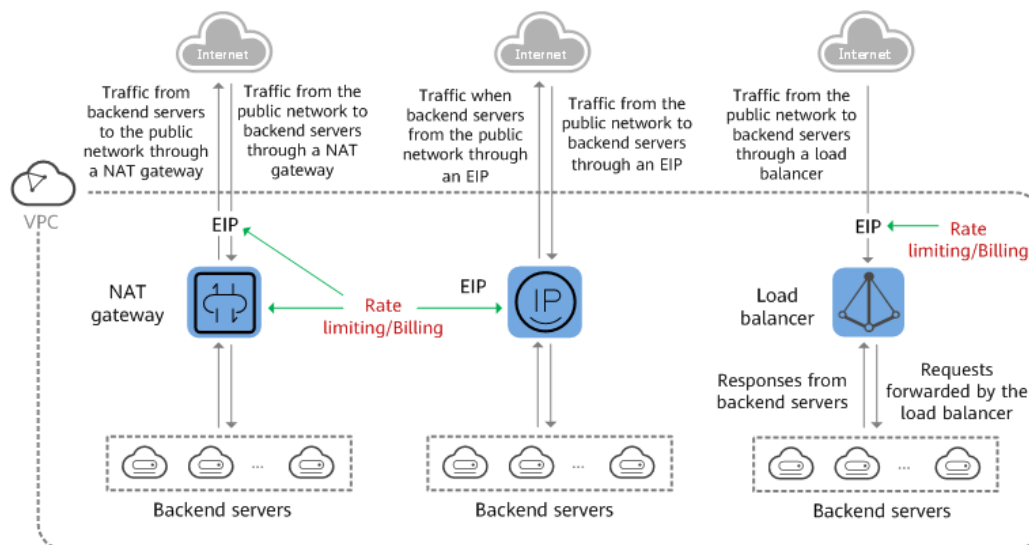 Internet
Internet
Internet
Traffic from
backend servers
to the public
network through
a NAT gateway
Traffic from the
public network to
backend servers
through a NAT
gateway
Traffic when
backend servers
from the public
network through
an EIP
Traffic from the
public network to
backend servers
through an EIP
Traffic from the
public network to
backend servers
through a load
balancer
VPC
EIP
EIP
Rate
limiting/Billing
NAT
gateway
Rate
limiting/Billing
EIP
IP
Load
balancer
Responses from
backend servers
Requests
forwarded by the
load balancer
...
...
...
Backend servers
Backend servers
Backend servers